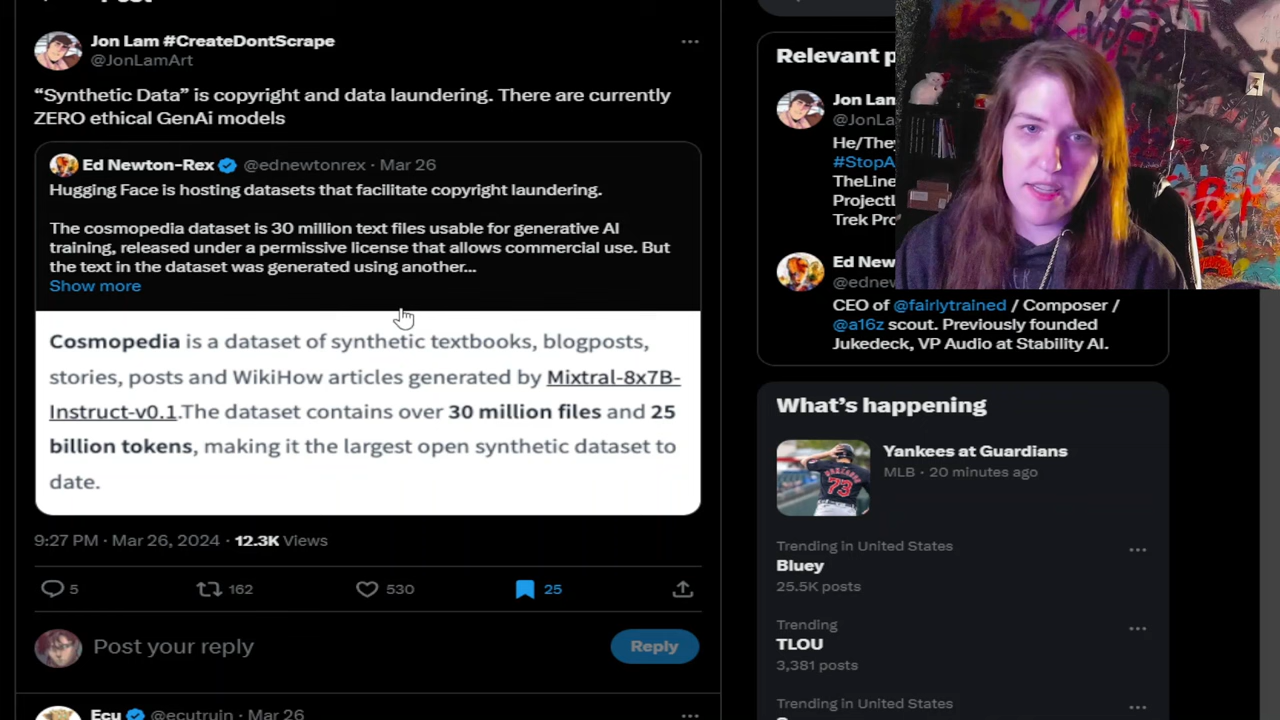 Post
Jon Lam #CreateDontScrape
@JonLamArt
“Synthetic Data” is copyright and data laundering. There are currently
ZERO ethical GenAi models
Ed Newton-Rex @ednewtonrex · Mar 26
Hugging Face is hosting datasets that facilitate copyright laundering.
The cosmopedia dataset is 30 million text files usable for generative AI
training, released under a permissive license that allows commercial use. But
the text in the dataset was generated using another...
Show more
Cosmopedia is a dataset of synthetic textbooks, blogposts,
stories, posts and WikiHow articles generated by Mixtral-8x7B-
Instruct-v0.1.The dataset contains over 30 million files and 25
billion tokens, making it the largest open synthetic dataset to
date.
9:27 PM · Mar 26, 2024 · 12.3K Views
5 162 530 25
Post your reply
Reply
Ecu @ecutruin · Mar 26
Relevant p
Jon Lan
@JonLa
He/They
#StopA
TheLine
ProjectL
Trek Pro
Ed New
@edne
CEO of @fairlytrained / Composer /
@a16z scout. Previously founded
Jukedeck, VP Audio at Stability AI.
What’s happening
Yankees at Guardians
MLB · 20 minutes ago
Trending in United States
Bluey
25.5K posts
Trending
TLOU
3,381 posts
Trending in United States